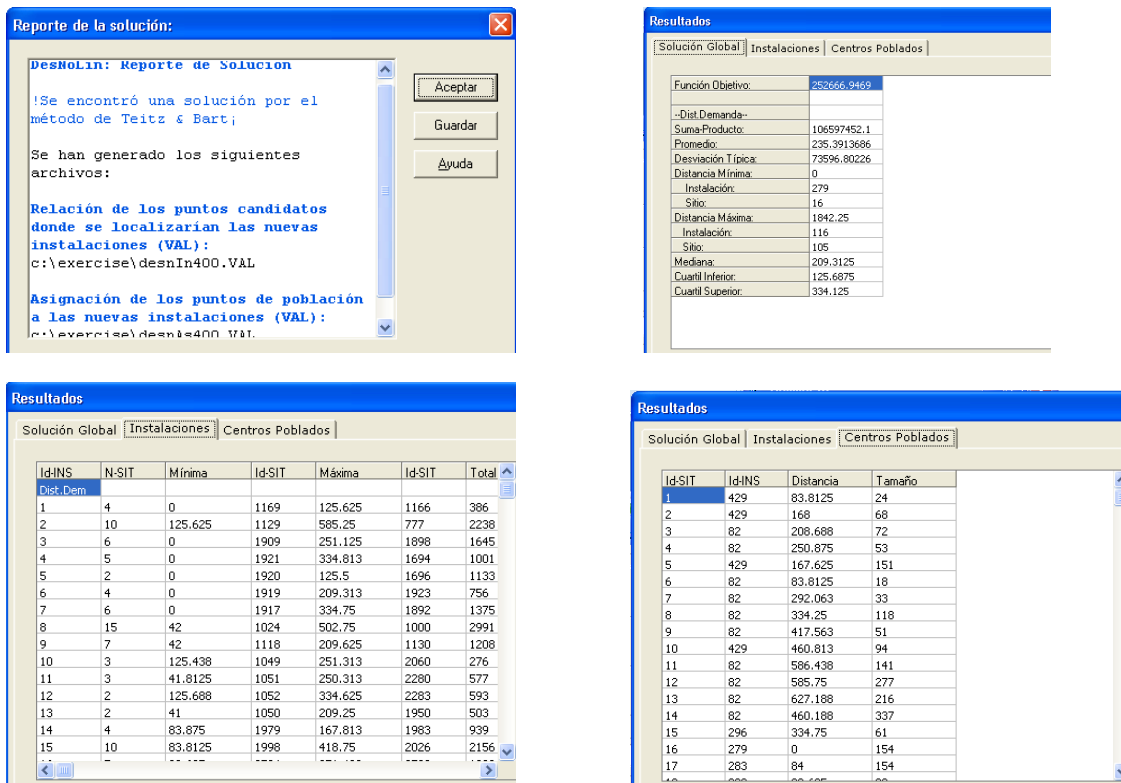 Reporte de la solución:
DesNoLin: Reporte de Solución
!Se encontró una solución por el
método de Teitz & Bart¡
Se han generado los siguientes
archivos:
Relación de los puntos candidatos
donde se localizarían las nuevas
instalaciones (VAL):
c:\exercise\desnIn400.VAL
Asignación de los puntos de población
a las nuevas instalaciones (VAL):
c:\exercise\desnAs400.VAL
Aceptar
Guardar
Ayuda
Resultados
Solución Global Instalaciones Centros Poblados
Función Objetivo: 252666.9469
--Dist.Demanda--
Suma-Producto: 106597452.1
Promedio: 235.3913686
Desviación Típica: 73596.80226
Distancia Mínima: 0
Instalación: 279
Sitio: 16
Distancia Máxima: 1842.25
Instalación: 116
Sitio: 105
Mediana: 209.3125
Cuartil Inferior: 125.6875
Cuartil Superior: 334.125
Resultados
Solución Global Instalaciones Centros Poblados
Id-INS N-SIT Mínima Id-SIT Máxima Id-SIT Total
Dist.Dem
1 4 0 1169 125.625 1166 386
2 10 125.625 1129 585.25 777 2238
3 6 0 1909 251.125 1898 1645
4 5 0 1921 334.813 1694 1001
5 2 0 1920 125.5 1696 1133
6 4 0 1919 209.313 1923 756
7 6 0 1917 334.75 1892 1375
8 15 42 1024 502.75 1000 2991
9 7 42 1118 209.625 1130 1208
10 3 125.438 1049 251.313 2060 276
11 3 41.8125 1051 250.313 2280 577
12 2 125.688 1052 334.625 2283 593
13 2 41 1050 209.25 1950 503
14 4 83.875 1979 167.813 1983 939
15 10 83.8125 1998 418.75 2026 2156
Resultados
Solución Global Instalaciones Centros Poblados
Id-SIT Id-INS Distancia Tamaño
1 429 83.8125 24
2 429 168 68
3 82 208.688 72
4 82 250.875 53
5 429 167.625 151
6 82 83.8125 18
7 82 292.063 33
8 82 334.25 118
9 82 417.563 51
10 429 460.813 94
11 82 586.438 141
12 82 585.75 277
13 82 627.188 216
14 82 460.188 337
15 296 334.75 61
16 279 0 154
17 283 84 154